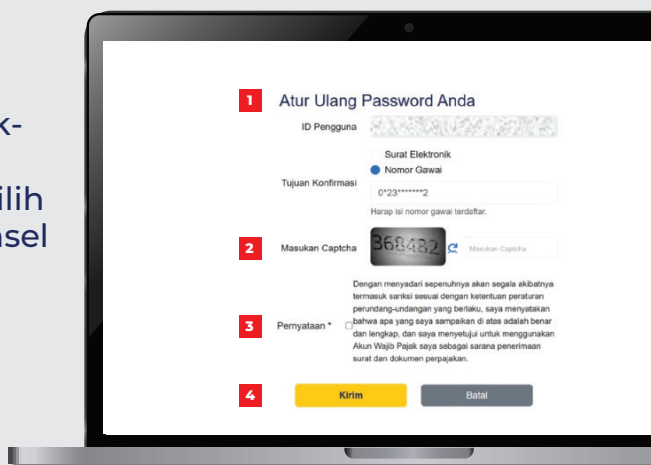 k-
ilih
sel
1 Atur Ulang Password Anda
ID Pengguna
Surat Elektronik
Nomor Gawai
Tujuan Konfirmasi
0*23*******2
Harap isi nomor gawai terdaftar.
2 Masukan Captcha 368432 Masukan Captcha
3 Pernyataan *
Dengan menyadari sepenuhnya akan segala akibatnya
termasuk sanksi sesuai dengan ketentuan peraturan
perundang-undangan yang berlaku, saya menyatakan
bahwa apa yang saya sampaikan di atas adalah benar
dan lengkap, dan saya menyetujui untuk menggunakan
Akun Wajib Pajak saya sebagai sarana penerimaan
surat dan dokumen perpajakan.
4 Kirim Batal